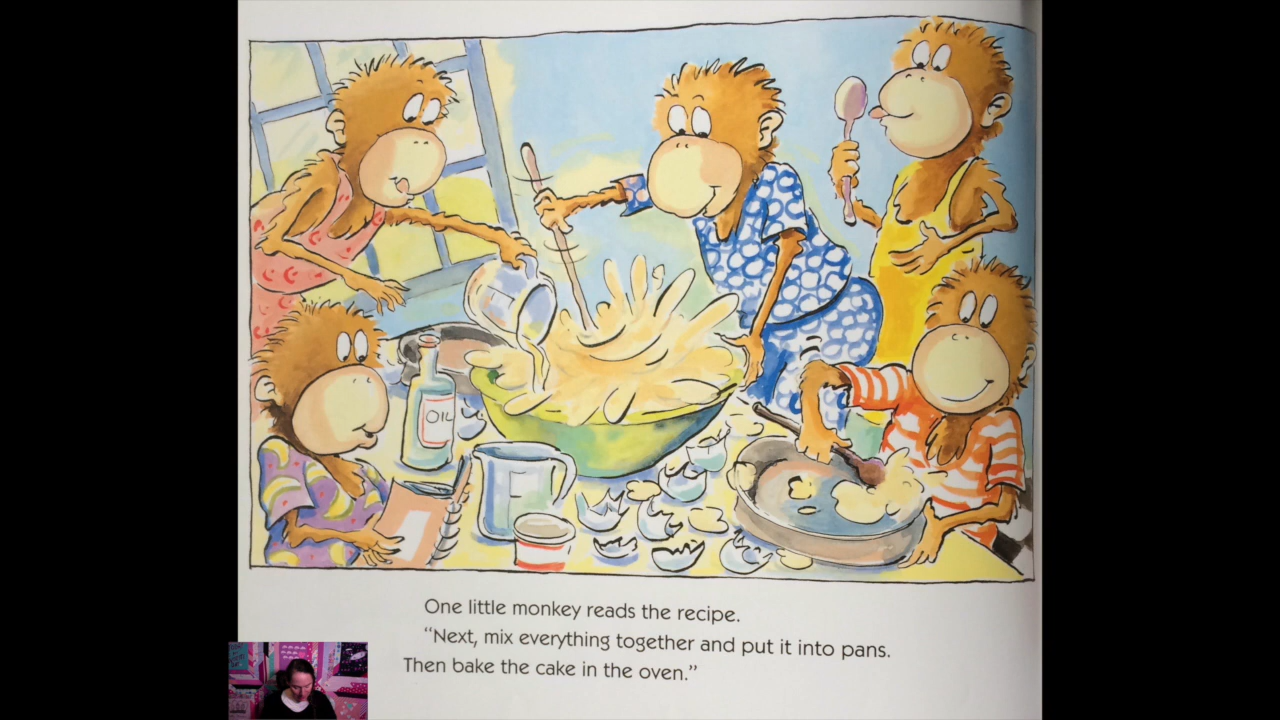 OIL
One little monkey reads the recipe.
“Next, mix everything together and put it into pans.
Then bake the cake in the oven.”